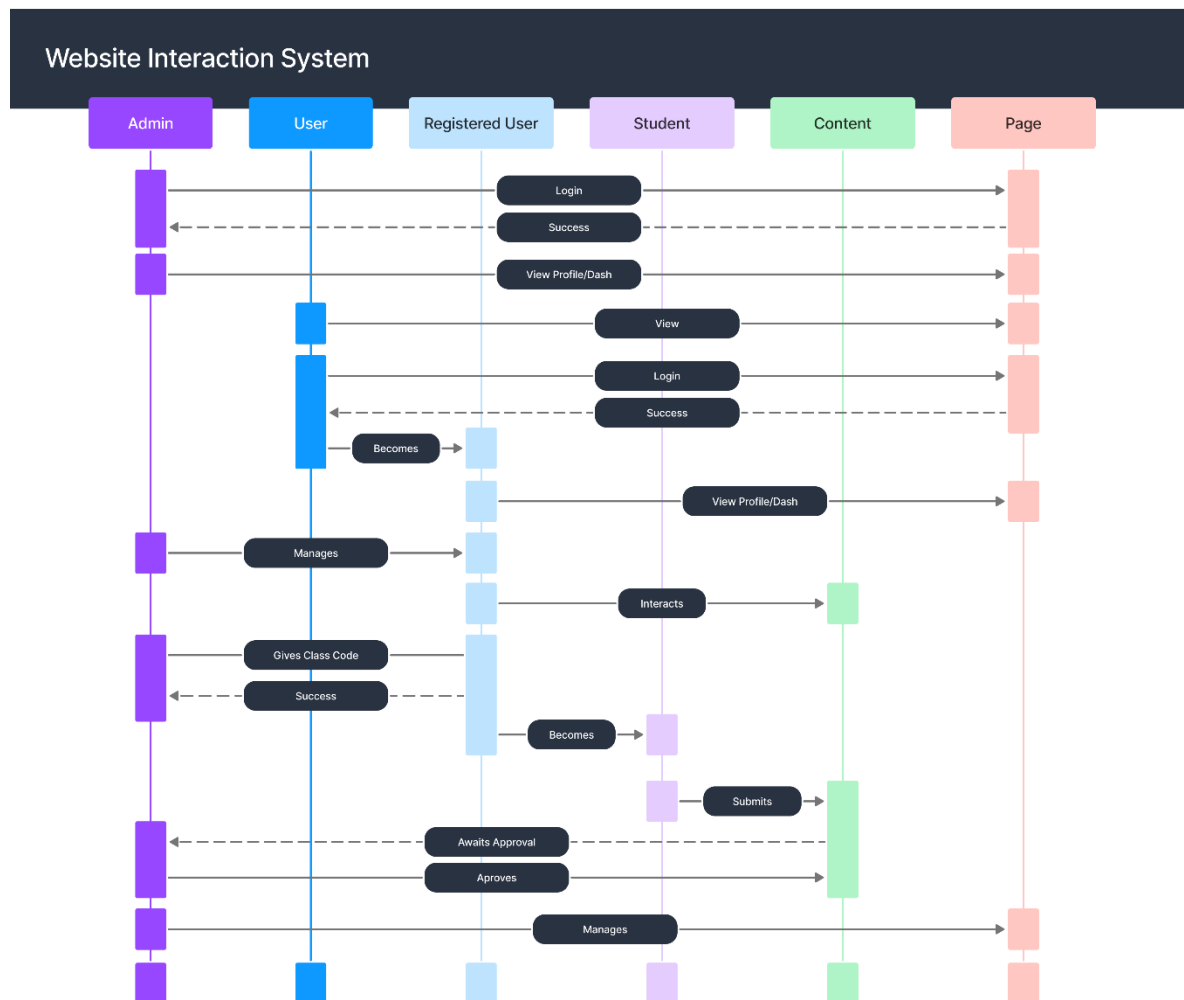 Website Interaction System
Admin
User
Registered User
Student
Content
Page
Login
Success
View Profile/Dash
View
Login
Success
Becomes
View Profile/Dash
Manages
Interacts
Gives Class Code
Success
Becomes
Submits
Awaits Approval
Aproves
Manages